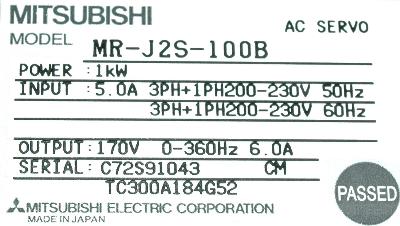 MITSUBISHI
AC SERVO
MODEL MR-J2S-100B
POWER : 1kW
INPUT : 5.0A 3PH+1PH200-230V 50Hz
3PH+1PH200-230V 60Hz
OUTPUT: 170V 0-360Hz 6.0A
SERIAL: C72S91043 CM
TC300A184G52
PASSED
MITSUBISHI ELECTRIC CORPORATION
MADE IN JAPAN